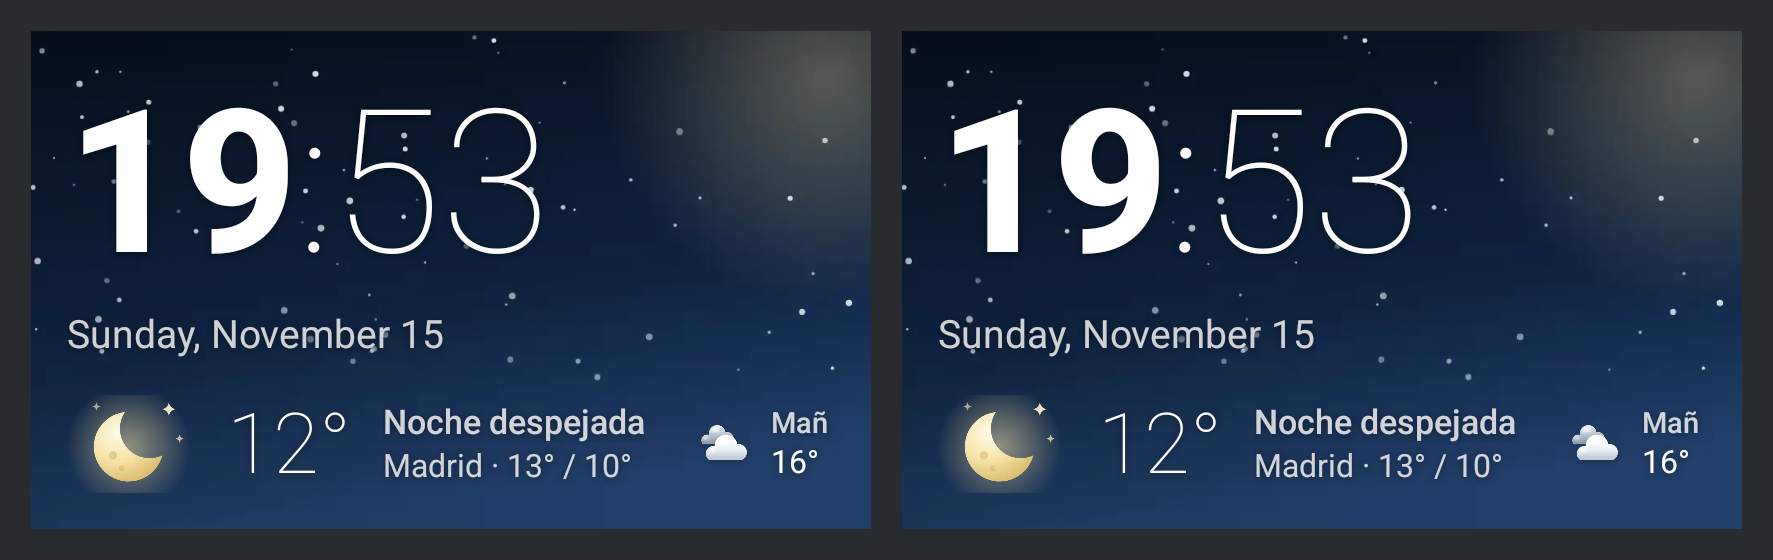 19:53
Sunday, November 15
12°
Noche despejada
Madrid · 13° / 10°
Mañ
16°
19:53
Sunday, November 15
12°
Noche despejada
Madrid · 13° / 10°
Mañ
16°